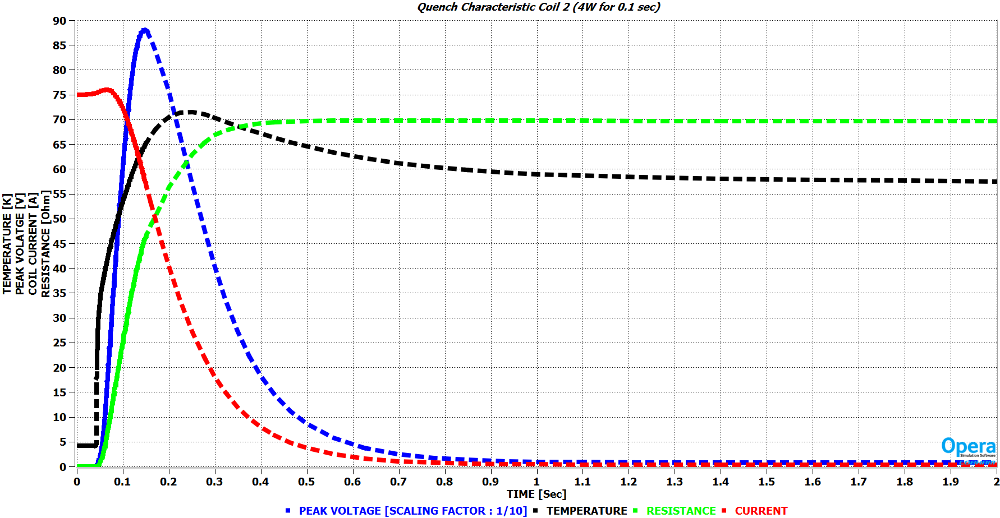 Quench Characteristic Coil 2 (4W for 0.1 sec)
TEMPERATURE [K]
PEAK VOLATGE [V]
COIL CURRENT [A]
RESISTANCE [Ohm]
90
85
80
75
70
65
60
55
50
45
40
35
30
25
20
15
10
5
0
Opera
Simulation Software
0 0.1 0.2 0.3 0.4 0.5 0.6 0.7 0.8 0.9 1 1.1 1.2 1.3 1.4 1.5 1.6 1.7 1.8 1.9 2
TIME [Sec]
PEAK VOLTAGE [SCALING FACTOR : 1/10] TEMPERATURE RESISTANCE CURRENT